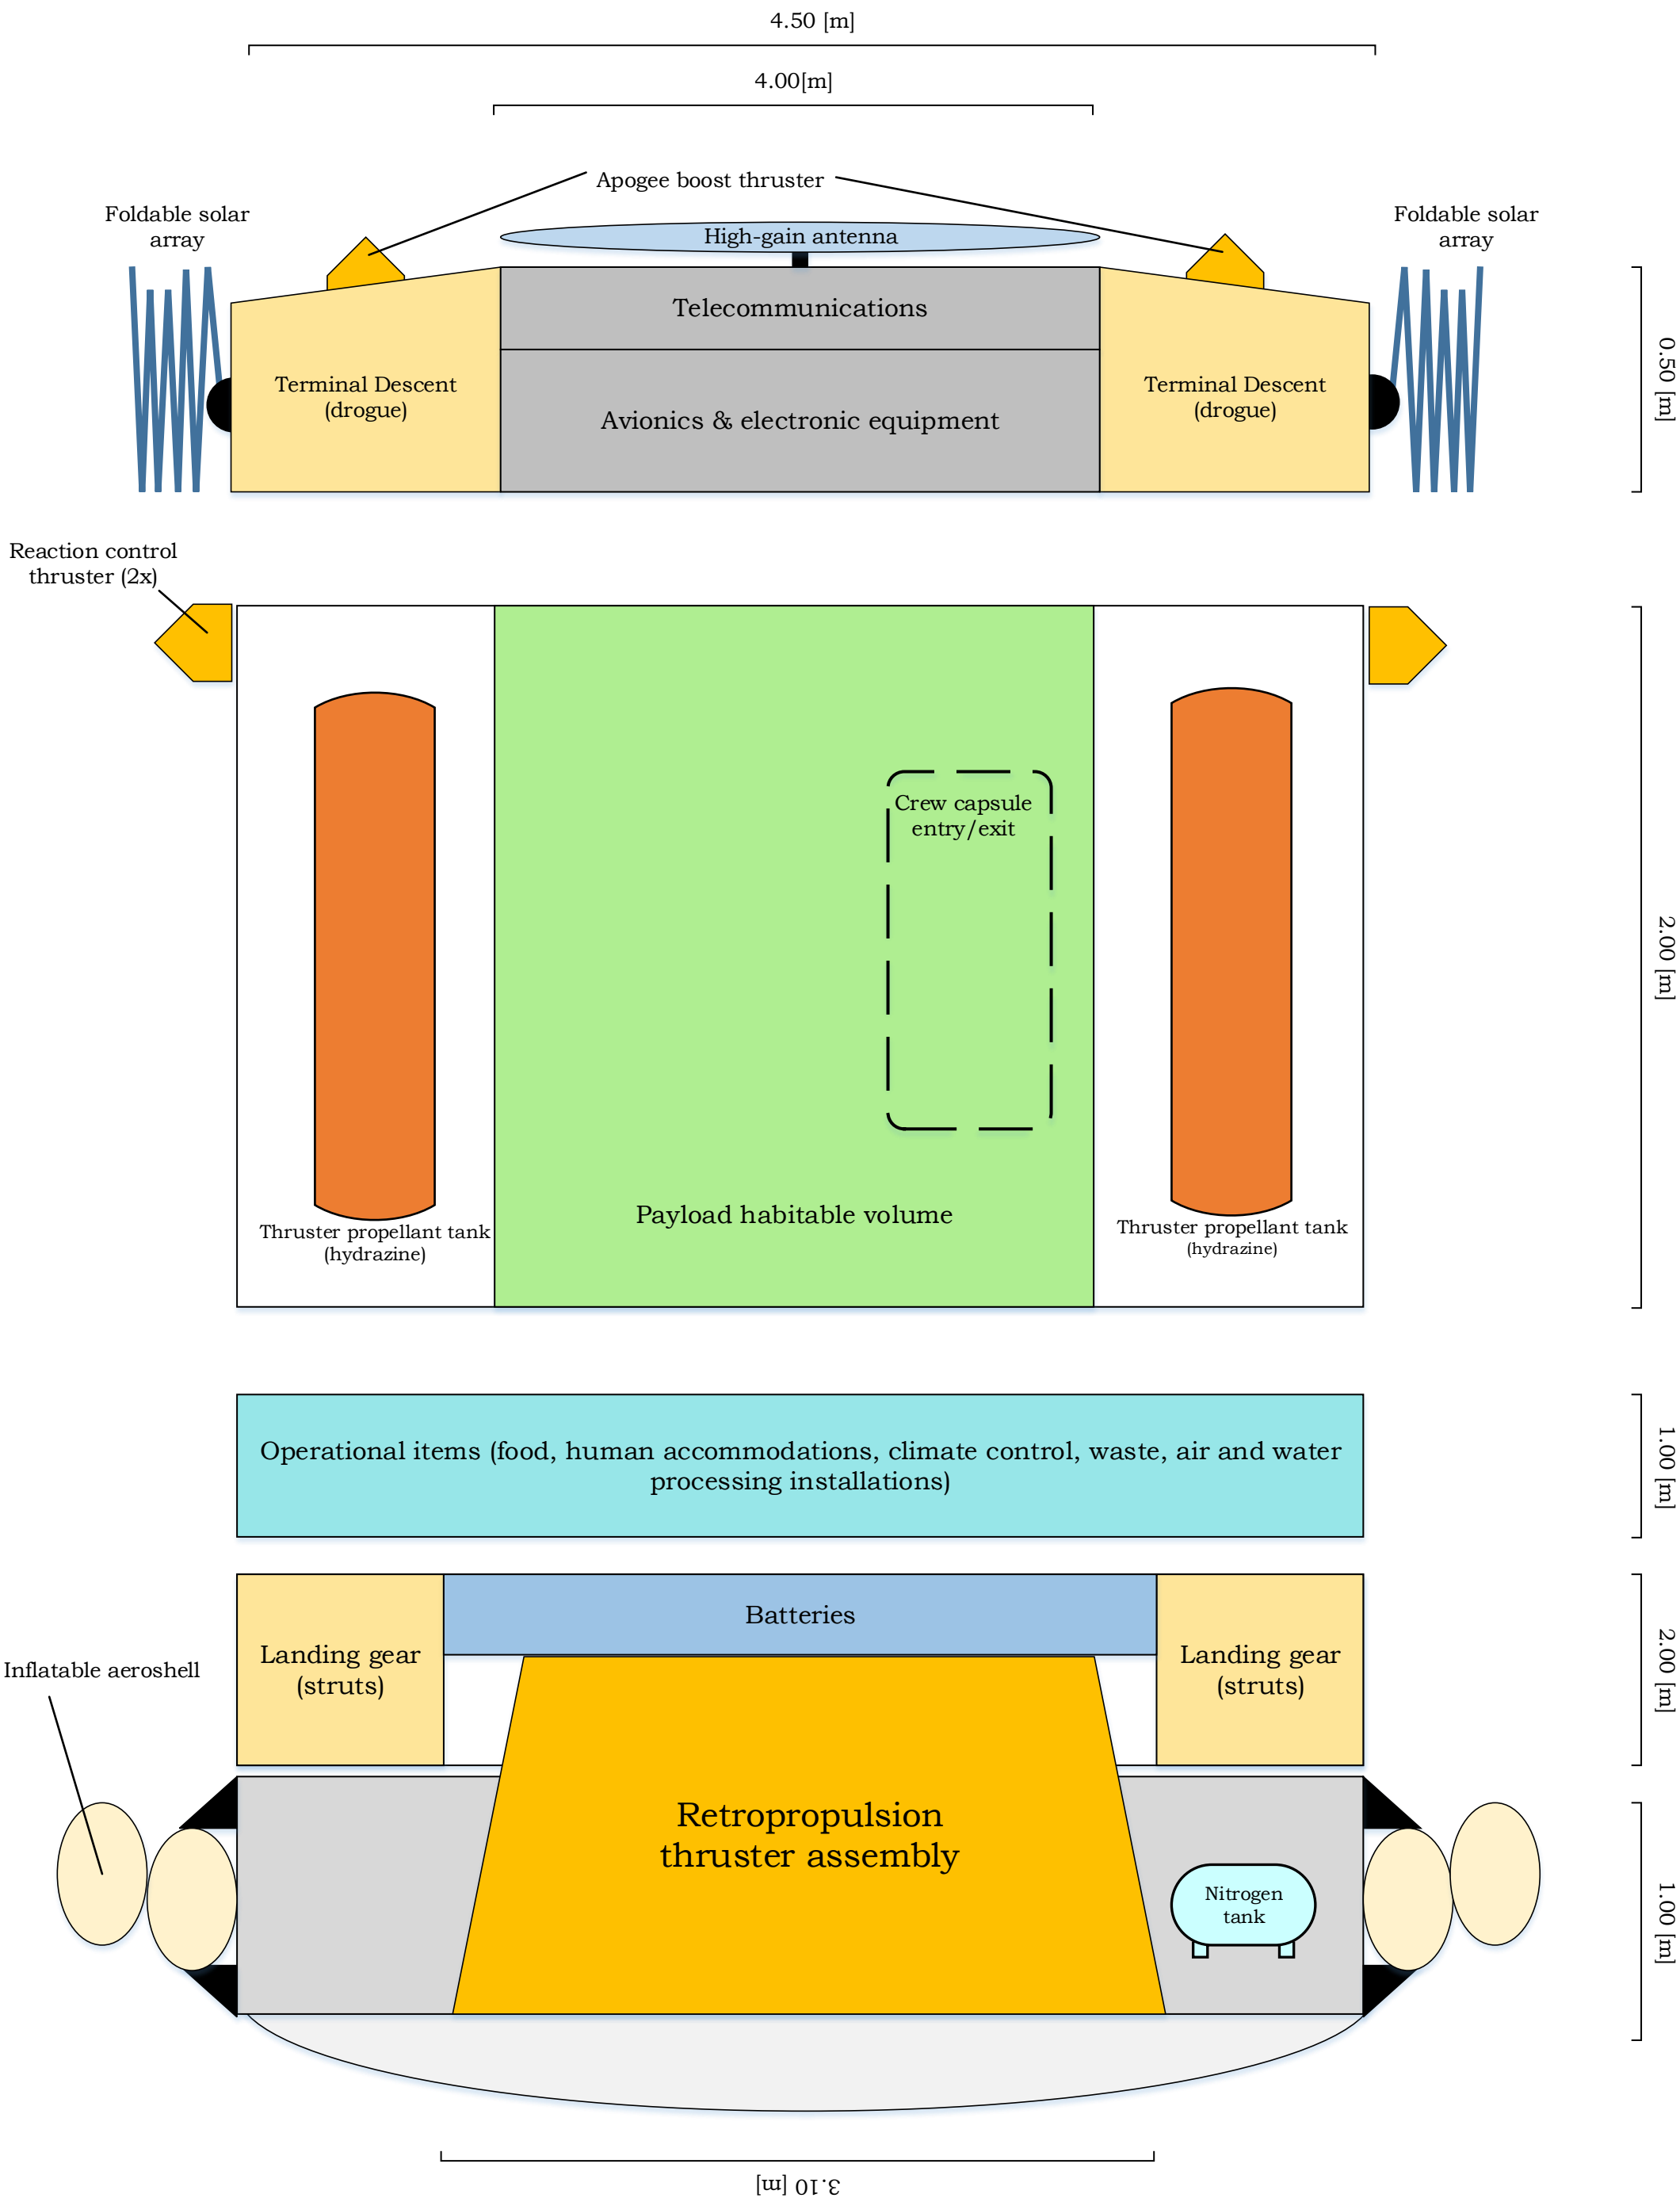 4.50 [m]
4.00[m]
Apogee boost thruster
Foldable solar
array
Foldable solar
array
High-gain antenna
Telecommunications
0.50 [m]
Terminal Descent
(drogue)
Avionics & electronic equipment
Terminal Descent
(drogue)
Reaction control
thruster (2x)
Crew capsule
entry/exit
2.00 [m]
Payload habitable volume
Thruster propellant tank
(hydrazine)
Thruster propellant tank
(hydrazine)
Operational items (food, human accommodations, climate control, waste, air and water
processing installations)
1.00 [m]
Batteries
Landing gear
(struts)
Landing gear
(struts)
2.00 [m]
Inflatable aeroshell
Retropropulsion
thruster assembly
Nitrogen
tank
1.00 [m]
3.10 [m]